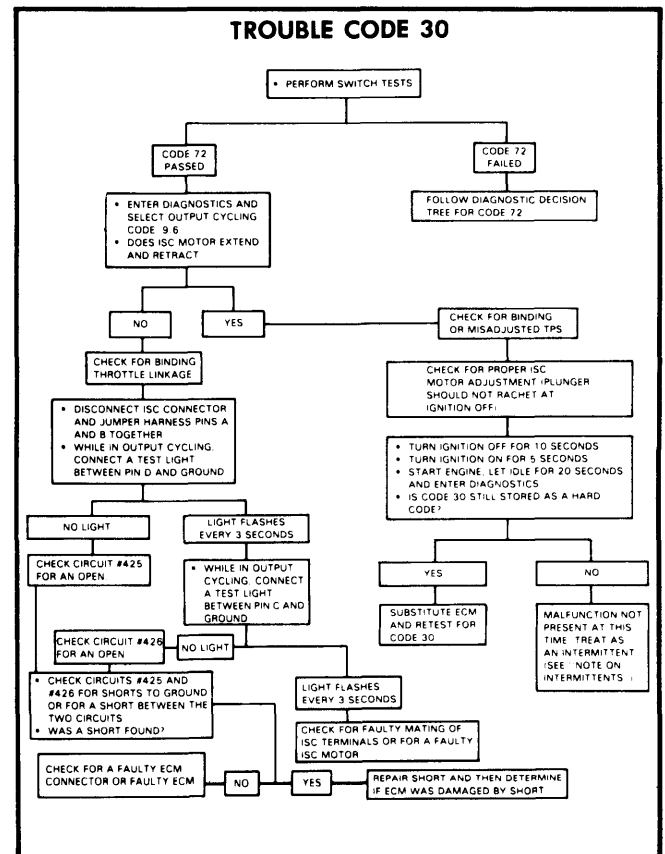 TROUBLE CODE 30
• PERFORM SWITCH TESTS
CODE 72
PASSED
CODE 72
FAILED
• ENTER DIAGNOSTICS AND
SELECT OUTPUT CYCLING
CODE 9.6
• DOES ISC MOTOR EXTEND
AND RETRACT
FOLLOW DIAGNOSTIC DECISION
TREE FOR CODE 72
NO
YES
CHECK FOR BINDING
OR MISADJUSTED TPS
CHECK FOR BINDING
THROTTLE LINKAGE
CHECK FOR PROPER ISC
MOTOR ADJUSTMENT (PLUNGER
SHOULD NOT RACHET AT
IGNITION OFF)
• DISCONNECT ISC CONNECTOR
AND JUMPER HARNESS PINS A
AND B TOGETHER
• WHILE IN OUTPUT CYCLING,
CONNECT A TEST LIGHT
BETWEEN PIN D AND GROUND
• TURN IGNITION OFF FOR 10 SECONDS
• TURN IGNITION ON FOR 5 SECONDS
• START ENGINE, LET IDLE FOR 20 SECONDS
AND ENTER DIAGNOSTICS
• IS CODE 30 STILL STORED AS A HARD
CODE?
NO LIGHT
LIGHT FLASHES
EVERY 3 SECONDS
CHECK CIRCUIT #425
FOR AN OPEN
• WHILE IN OUTPUT
CYCLING, CONNECT
A TEST LIGHT
BETWEEN PIN C AND
GROUND
YES
NO
SUBSTITUTE ECM
AND RETEST FOR
CODE 30
MALFUNCTION NOT
PRESENT AT THIS
TIME. TREAT AS
AN INTERMITTENT
(SEE "NOTE ON
INTERMITTENTS")
CHECK CIRCUIT #426
FOR AN OPEN
NO LIGHT
• CHECK CIRCUITS #425 AND
#426 FOR SHORTS TO GROUND
OR FOR A SHORT BETWEEN THE
TWO CIRCUITS
• WAS A SHORT FOUND?
LIGHT FLASHES
EVERY 3 SECONDS
CHECK FOR FAULTY MATING OF
ISC TERMINALS OR FOR A FAULTY
ISC MOTOR
CHECK FOR A FAULTY ECM
CONNECTOR OR FAULTY ECM
NO
YES
REPAIR SHORT AND THEN DETERMINE
IF ECM WAS DAMAGED BY SHORT